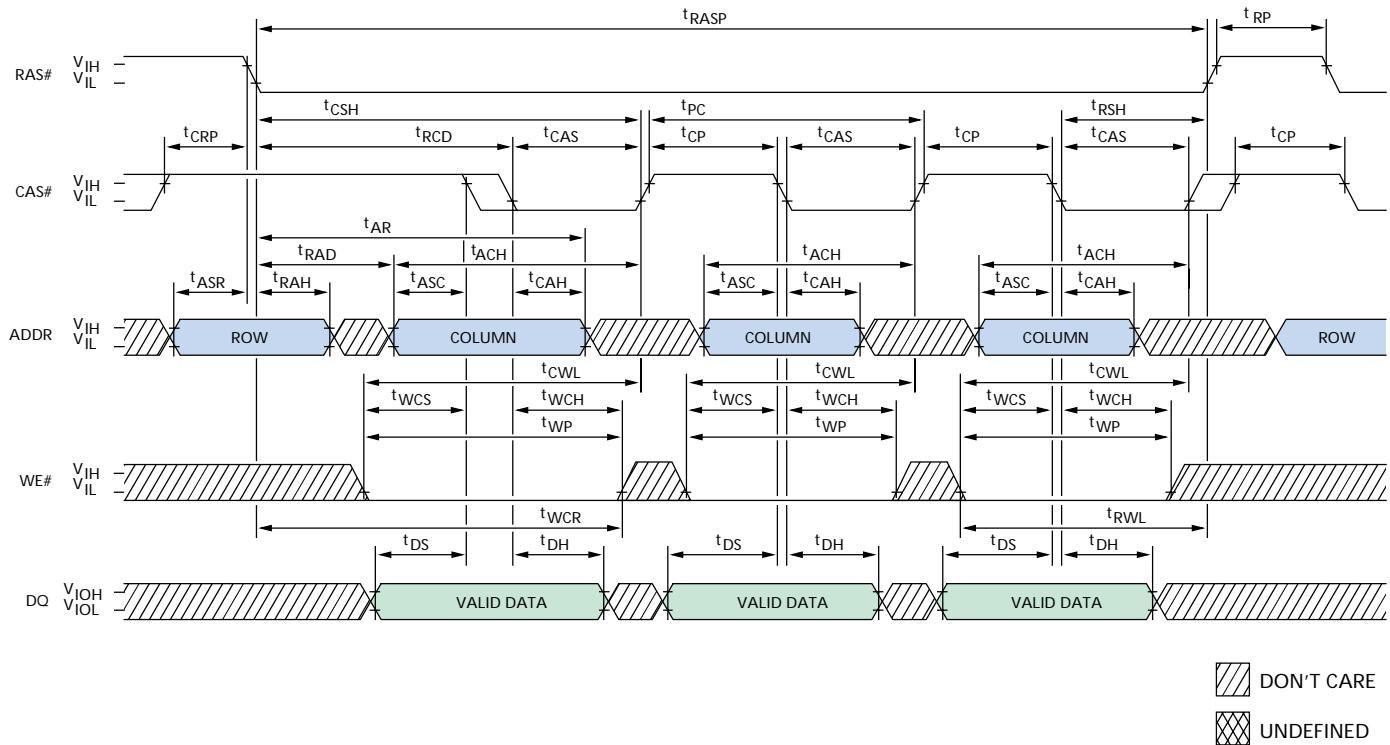 tRASP tRP
RAS# VIH
VIL
tCSH tPC tRSH
tCRP tRCD tCAS tCP tCAS tCP tCAS tCP
CAS# VIH
VIL
tAR
tRAD tACH tACH tACH
tASR tRAH tASC tCAH tASC tCAH tASC tCAH
ADDR VIH
VIL
ROW COLUMN COLUMN COLUMN ROW
tCWL tCWL tCWL
tWCS tWCH tWCS tWCH tWCS tWCH
tWP tWP tWP
WE# VIH
VIL
tWCR tRWL
tDS tDH tDS tDH tDS tDH
DQ VIOH
VIOL
VALID DATA VALID DATA VALID DATA
DON'T CARE
UNDEFINED